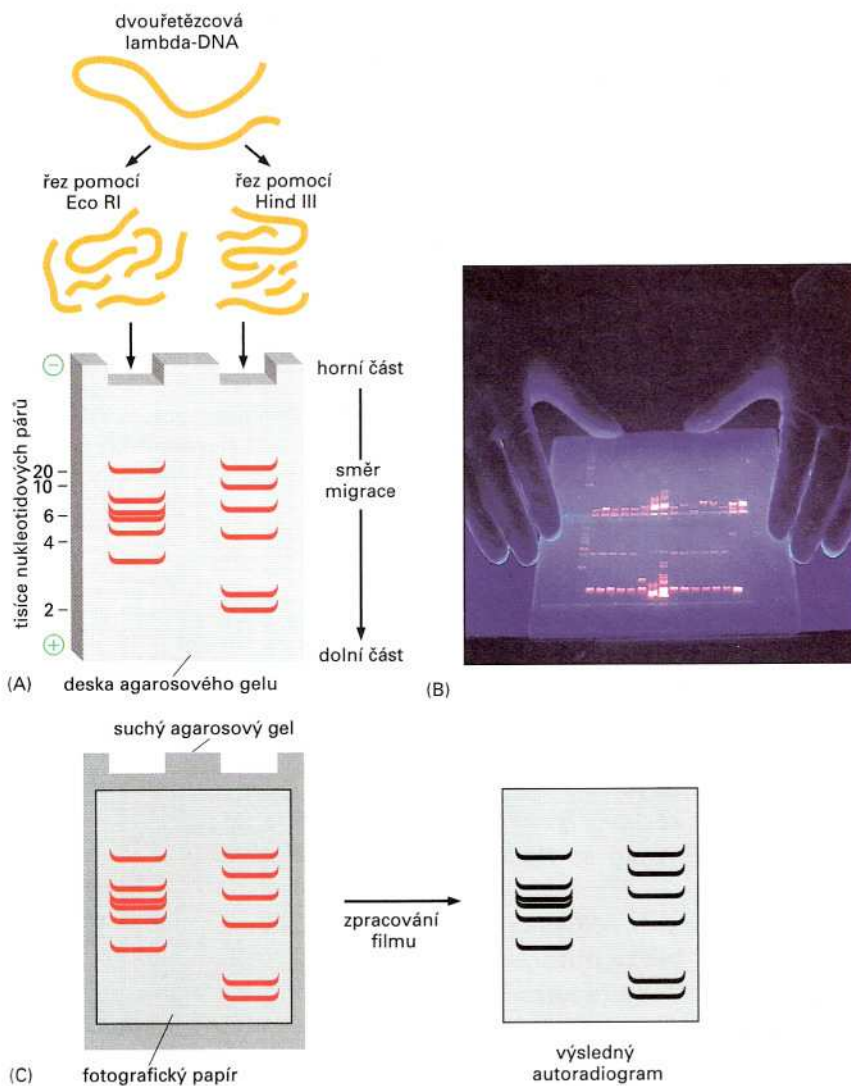 dvouřetězcová
lambda-DNA
řez pomocí
Eco RI
řez pomocí
Hind III
−
horní část
tisíce nukleotidových párů
20
10
6
4
2
směr
migrace
+
dolní část
(A)
deska agarosového gelu
(B)
suchý agarosový gel
zpracování
filmu
(C)
fotografický papír
výsledný
autoradiogram